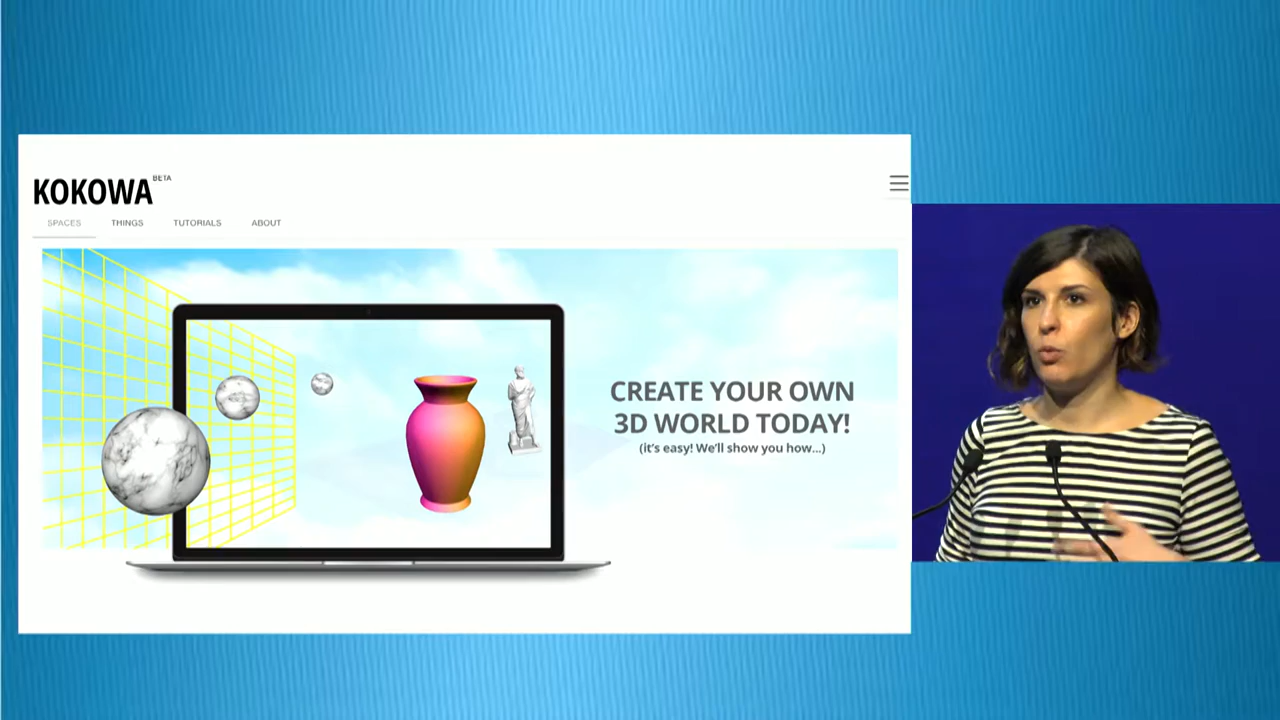 KOKOWA BETA
SPACES THINGS TUTORIALS ABOUT
CREATE YOUR OWN
3D WORLD TODAY!
(it's easy! We'll show you how...)